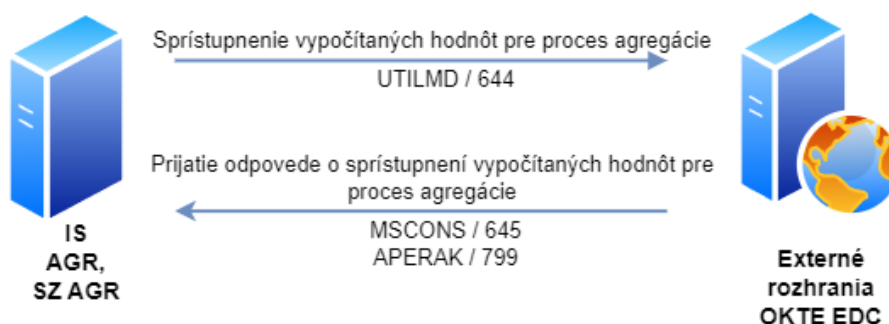 Sprístupnenie vypočítaných hodnôt pre proces agregácie
UTILMD / 644
Prijatie odpovede o sprístupnení vypočítaných hodnôt pre
proces agregácie
MSCONS / 645
APERAK / 799
IS
AGR,
SZ AGR
Externé
rozhrania
OKTE EDC